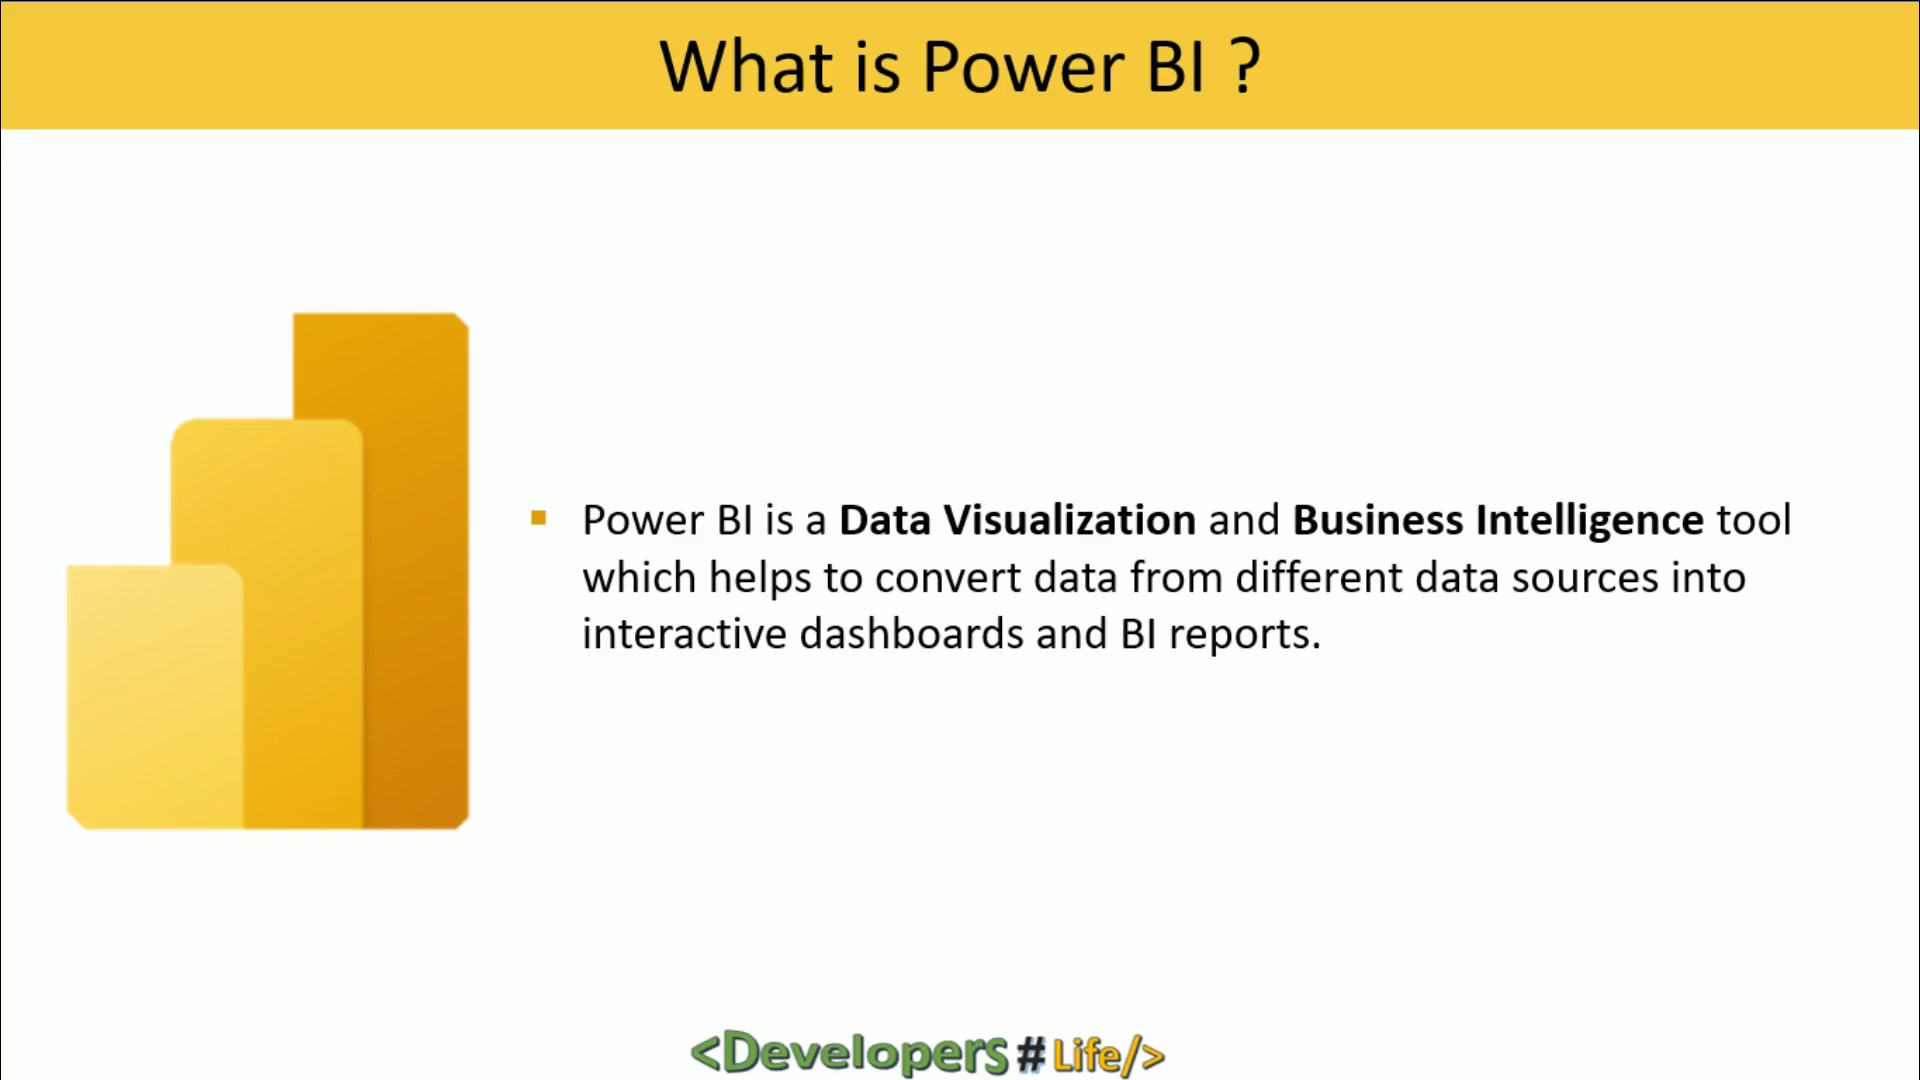 What is Power BI ?
Power BI is a Data Visualization and Business Intelligence tool
which helps to convert data from different data sources into
interactive dashboards and BI reports.
<Developers#Life/>